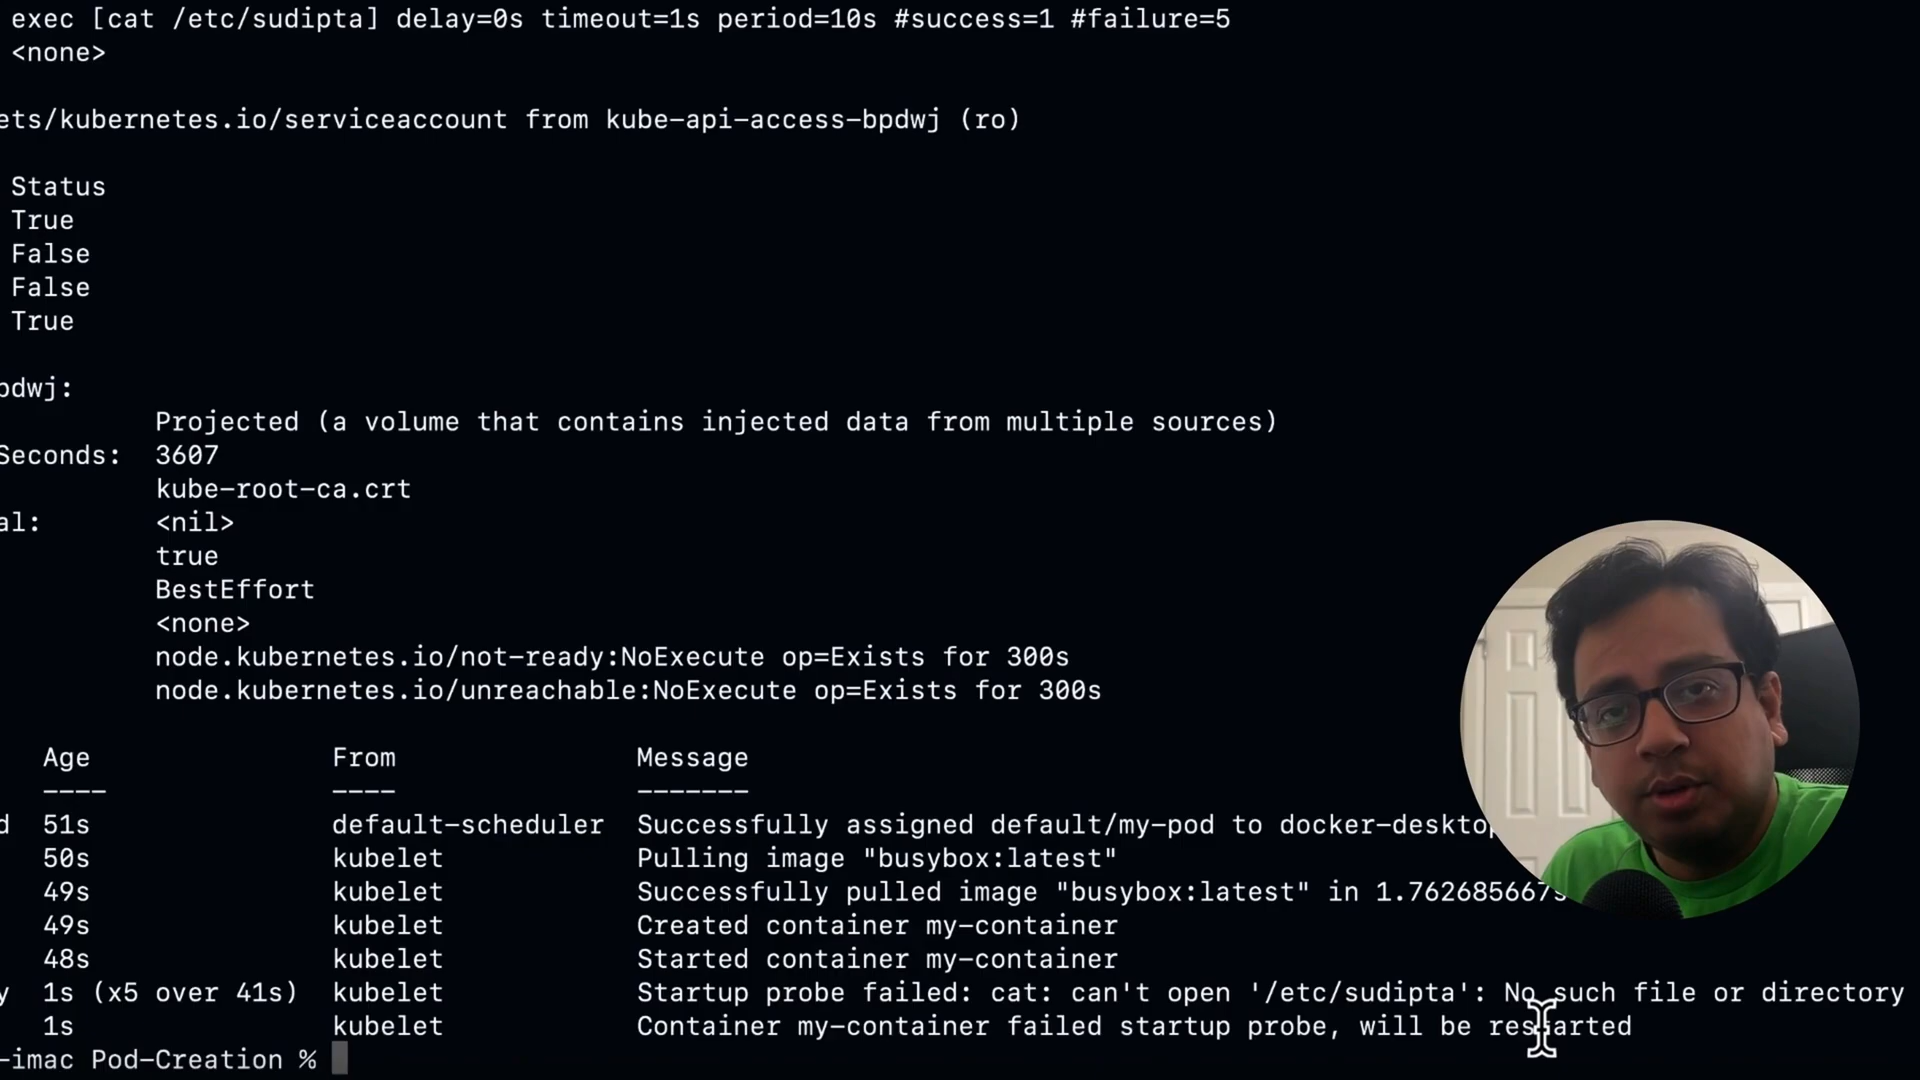 exec [cat /etc/sudipta] delay=0s timeout=1s period=10s #success=1 #failure=5
<none>
ets/kubernetes.io/serviceaccount from kube-api-access-bpdwj (ro)
Status
True
False
False
True
pdwj:
Projected (a volume that contains injected data from multiple sources)
Seconds: 3607
kube-root-ca.crt
al: <nil>
true
BestEffort
<none>
node.kubernetes.io/not-ready:NoExecute op=Exists for 300s
node.kubernetes.io/unreachable:NoExecute op=Exists for 300s
Age From Message
---- ---- -------
d 51s default-scheduler Successfully assigned default/my-pod to docker-desktop
50s kubelet Pulling image "busybox:latest"
49s kubelet Successfully pulled image "busybox:latest" in 1.762685667s
49s kubelet Created container my-container
48s kubelet Started container my-container
y 1s (x5 over 41s) kubelet Startup probe failed: cat: can't open '/etc/sudipta': No such file or directory
1s kubelet Container my-container failed startup probe, will be restarted
-imac Pod-Creation %